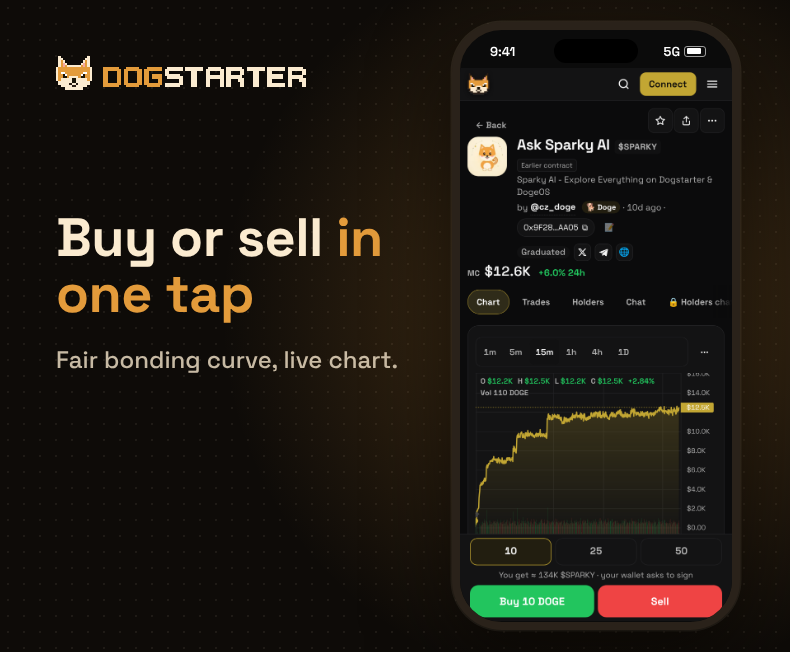 DOGSTARTER
Buy or sell in
one tap
Fair bonding curve, live chart.
9:41
5G
Connect
← Back
Ask Sparky AI $SPARKY
Earlier contract
Sparky AI - Explore Everything on Dogstarter &
DogeOS
by @cz_doge Doge · 10d ago ·
0x9F28...AA05
Graduated
MC $12.6K +6.0% 24h
Chart Trades Holders Chat Holders cha
1m 5m 15m 1h 4h 1D
O $12.2K H $12.5K L $12.2K C $12.5K +2.84%
Vol 110 DOGE
$16.0K
$14.0K
$12.5K
$10.0K
$8.0K
$6.0K
$4.0K
$2.0K
$0.00
10 25 50
You get ≈ 134K $SPARKY · your wallet asks to sign
Buy 10 DOGE Sell